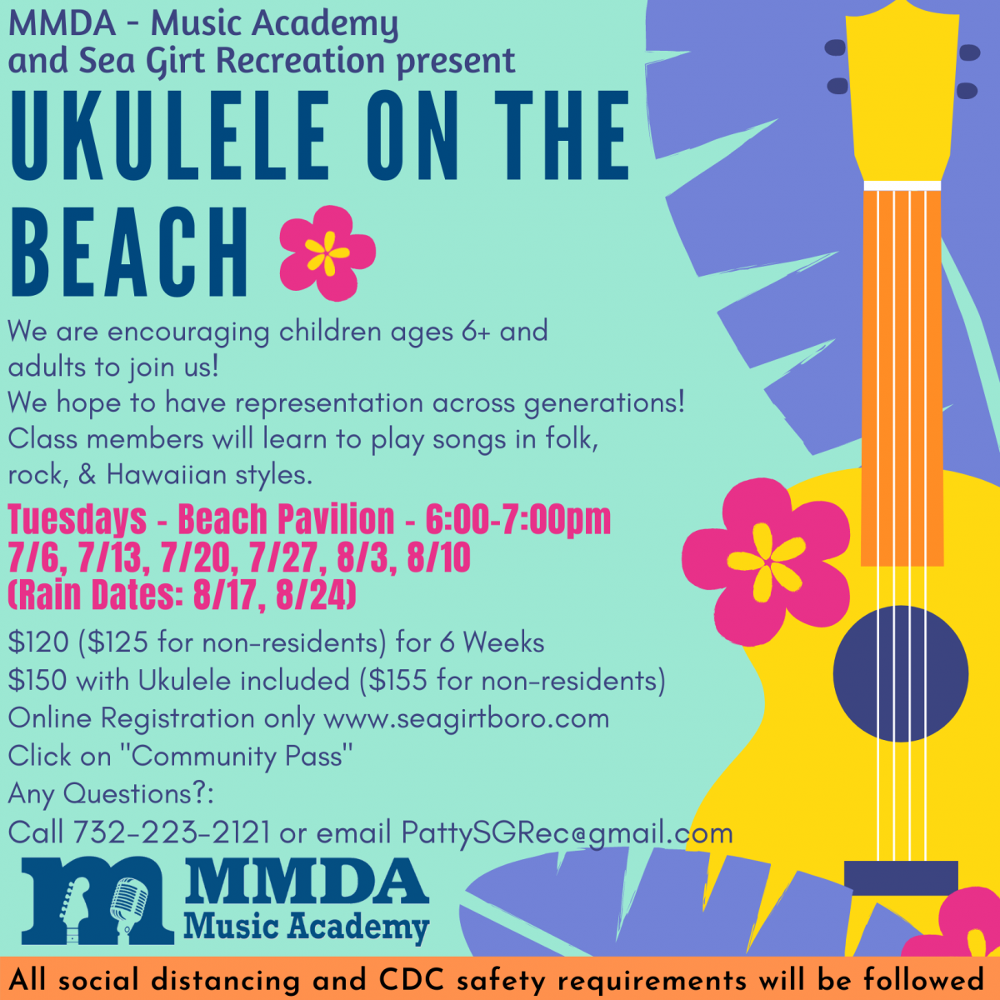 MMDA - Music Academy
and Sea Girt Recreation present
UKULELE ON THE
BEACH
We are encouraging children ages 6+ and
adults to join us!
We hope to have representation across generations!
Class members will learn to play songs in folk,
rock, & Hawaiian styles.
Tuesdays - Beach Pavilion - 6:00-7:00pm
7/6, 7/13, 7/20, 7/27, 8/3, 8/10
(Rain Dates: 8/17, 8/24)
$120 ($125 for non-residents) for 6 Weeks
$150 with Ukulele included ($155 for non-residents)
Online Registration only www.seagirtboro.com
Click on "Community Pass"
Any Questions?:
Call 732-223-2121 or email PattySGRec@gmail.com
m MMDA
Music Academy
All social distancing and CDC safety requirements will be followed